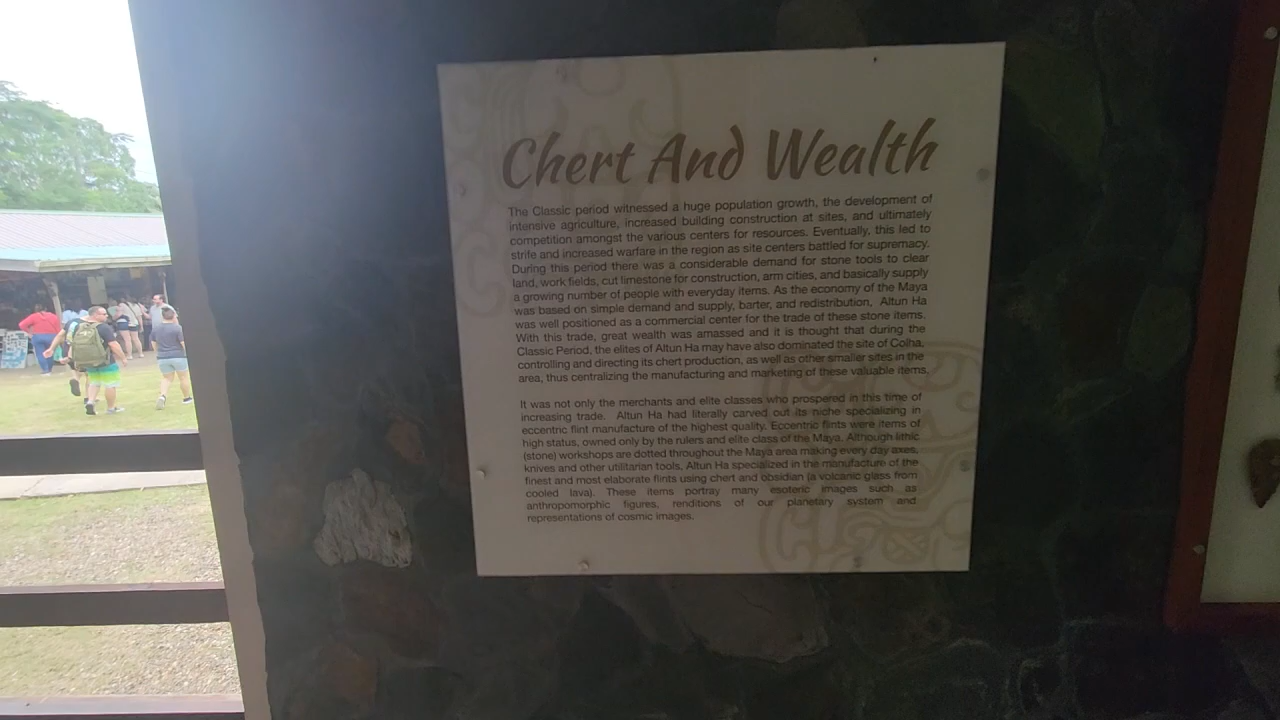 Chert And Wealth
The Classic period witnessed a huge population growth, the development of
intensive agriculture, increased building construction at sites, and ultimately
competition amongst the various centers for resources. Eventually, this led to
strife and increased warfare in the region as site centers battled for supremacy.
During this period there was a considerable demand for stone tools to clear
land, work fields, cut limestone for construction, arm cities, and basically supply
a growing number of people with everyday items. As the economy of the Maya
was based on simple demand and supply, barter, and redistribution, Altun Ha
was well positioned as a commercial center for the trade of these stone items.
With this trade, great wealth was amassed and it is thought that during the
Classic Period, the elites of Altun Ha may have also dominated the site of Colha,
controlling and directing its chert production, as well as other smaller sites in the
area, thus centralizing the manufacturing and marketing of these valuable items.
It was not only the merchants and elite classes who prospered in this time of
increasing trade. Altun Ha had literally carved out its niche specializing in
eccentric flint manufacture of the highest quality. Eccentric flints were items of
high status, owned only by the rulers and elite class of the Maya. Although lithic
(stone) workshops are dotted throughout the Maya area making every day axes,
knives and other utilitarian tools, Altun Ha specialized in the manufacture of the
finest and most elaborate flints using chert and obsidian (a volcanic glass from
cooled lava). These items portray many esoteric images such as
anthropomorphic figures, renditions of our planetary system and
representations of cosmic images.